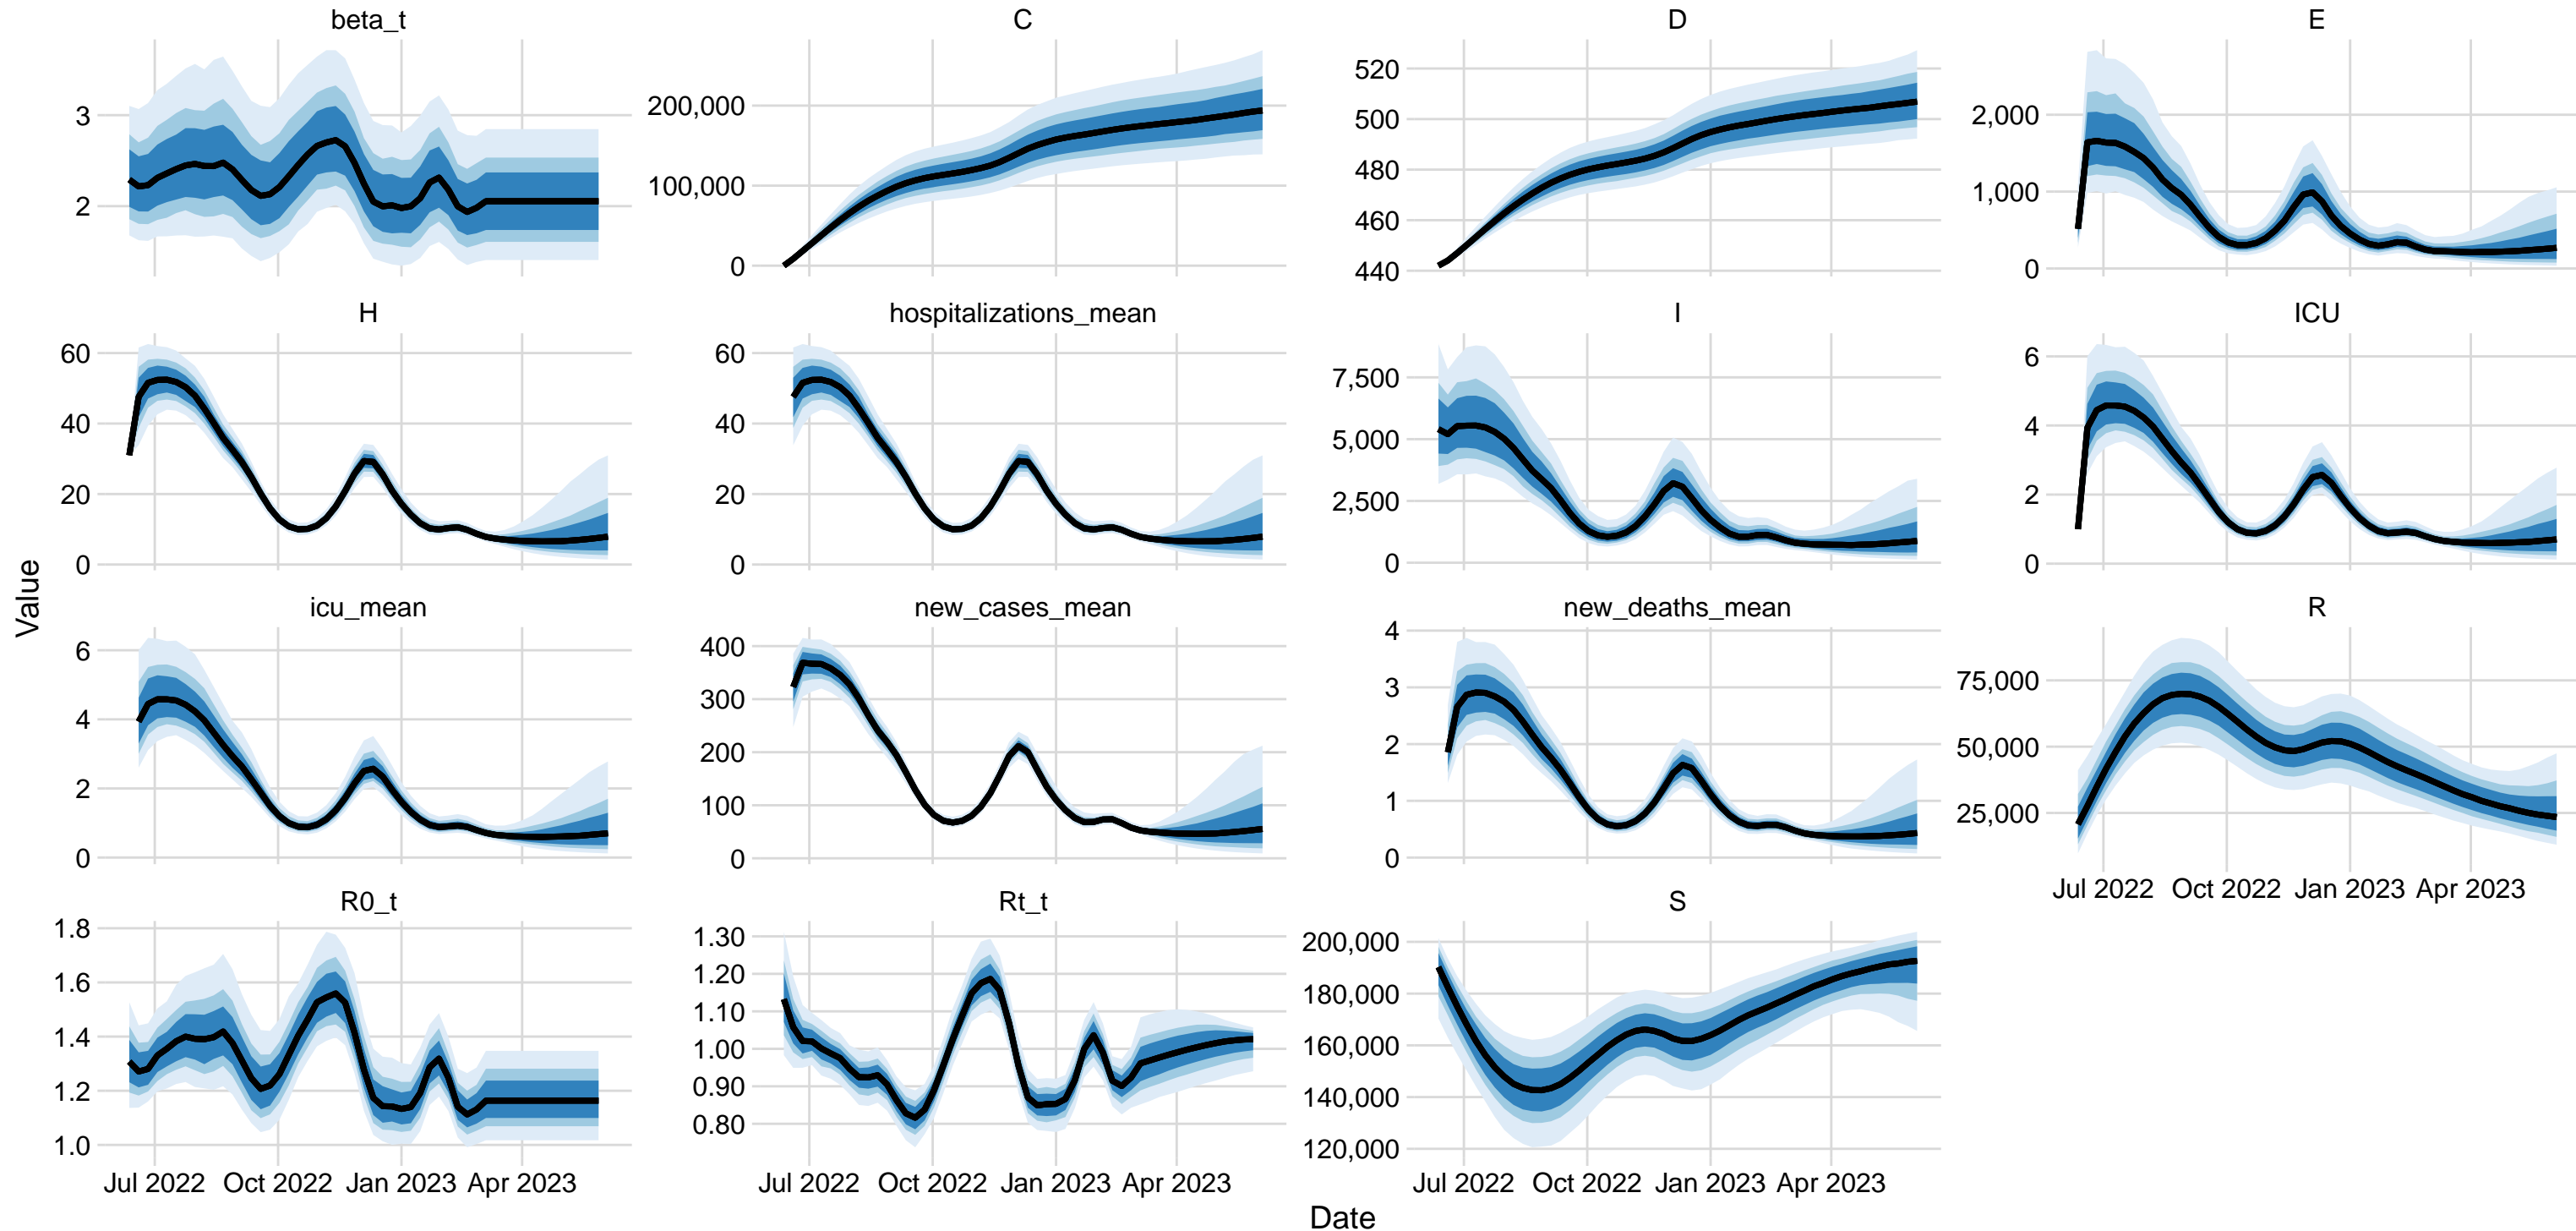 beta_t
C
D
E
3
2
200,000
100,000
0
520
500
480
460
440
2,000
1,000
0
H
hospitalizations_mean
I
ICU
60
40
20
0
60
40
20
0
7,500
5,000
2,500
0
6
4
2
0
Value
icu_mean
new_cases_mean
new_deaths_mean
R
6
4
2
0
400
300
200
100
0
4
3
2
1
0
75,000
50,000
25,000
Jul 2022 Oct 2022 Jan 2023 Apr 2023
R0_t
Rt_t
S
1.8
1.6
1.4
1.2
1.0
1.30
1.20
1.10
1.00
0.90
0.80
200,000
180,000
160,000
140,000
120,000
Jul 2022 Oct 2022 Jan 2023 Apr 2023
Jul 2022 Oct 2022 Jan 2023 Apr 2023
Jul 2022 Oct 2022 Jan 2023 Apr 2023
Date